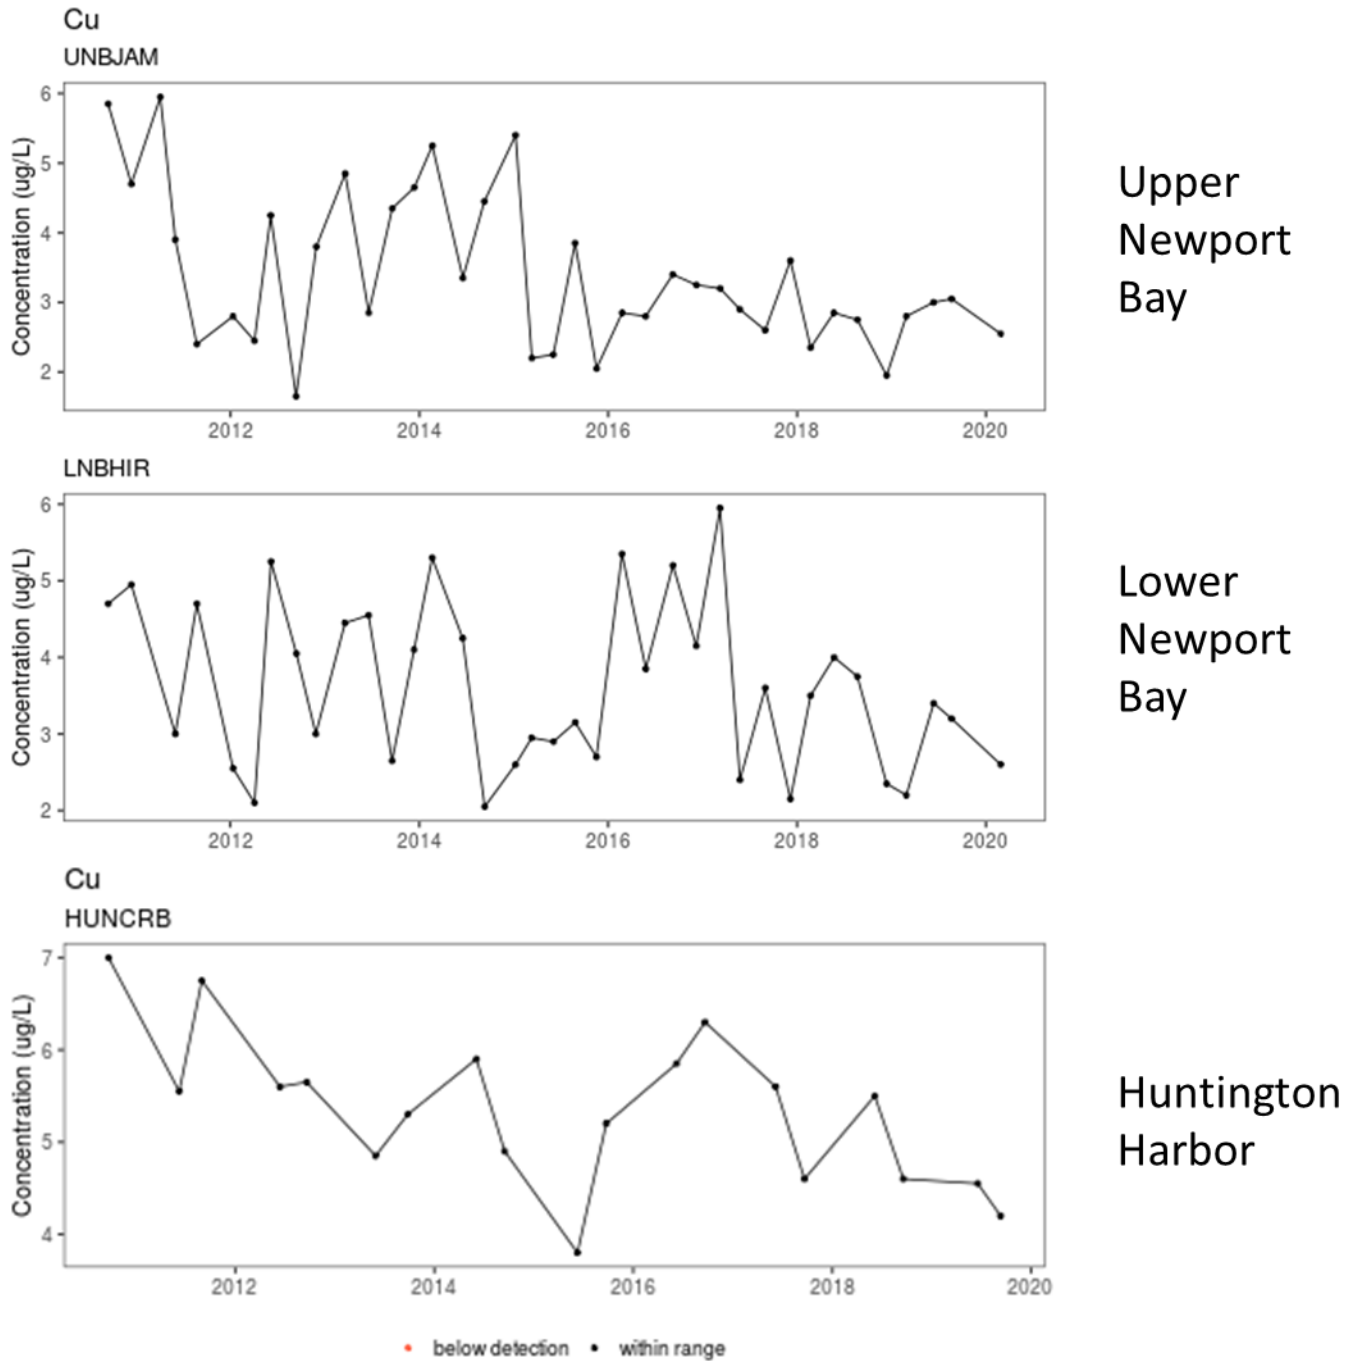 Cu
UNBJAM
Concentration (ug/L)
6
5
4
3
2
2012 2014 2016 2018 2020
Upper
Newport
Bay
LNBHIR
Concentration (ug/L)
6
5
4
3
2
2012 2014 2016 2018 2020
Lower
Newport
Bay
Cu
HUNCRB
Concentration (ug/L)
7
6
5
4
2012 2014 2016 2018 2020
Huntington
Harbor
below detection within range